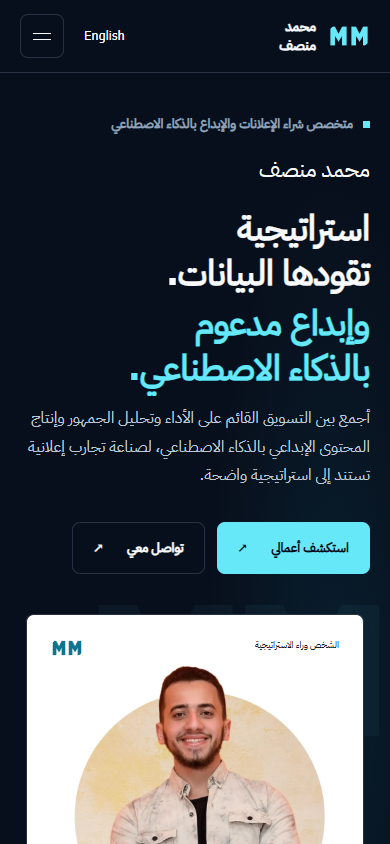 MM
محمد
منصف
English
متخصص شراء الإعلانات والإبداع بالذكاء الاصطناعي
محمد منصف
استراتيجية
تقودها البيانات.
وإبداع مدعوم
بالذكاء الاصطناعي.
أجمع بين التسويق القائم على الأداء وتحليل الجمهور وإنتاج
المحتوى الإبداعي بالذكاء الاصطناعي، لصناعة تجارب إعلانية
تستند إلى استراتيجية واضحة.
استكشف أعمالي ↗
تواصل معي ↗
الشخص وراء الاستراتيجية
MM